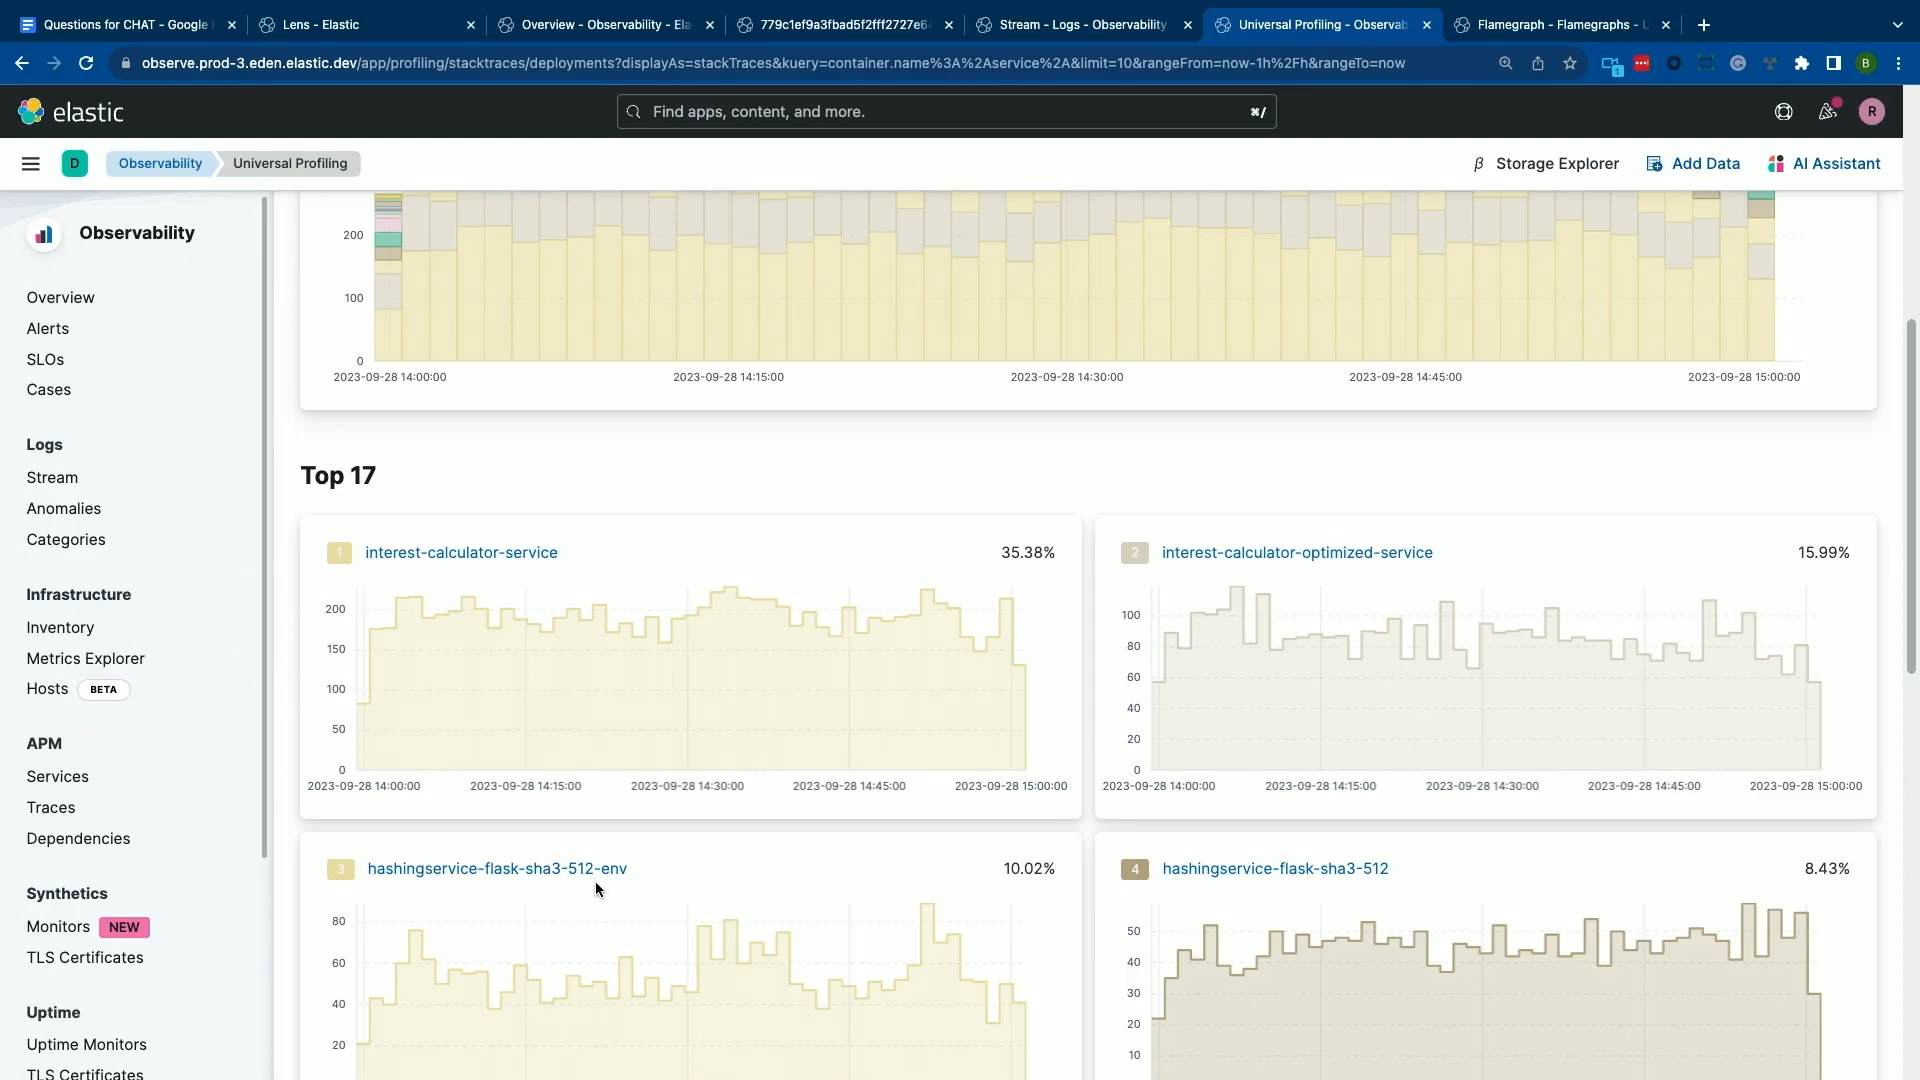 Questions for CHAT - Google
Lens - Elastic
Overview - Observability - Ela
779c1ef9a3fbad5f2fff2727e6
Stream - Logs - Observability
Universal Profiling - Observab
Flamegraph - Flamegraphs - U
observe.prod-3.eden.elastic.dev/app/profiling/stacktraces/deployments?displayAs=stackTraces&kuery=container.name%3A%2Aservice%2A&limit=10&rangeFrom=now-1h%2Fh&rangeTo=now
1
B
elastic
Find apps, content, and more.
⌘/
R
D
Observability
Universal Profiling
β Storage Explorer
Add Data
AI Assistant
Observability
Overview
Alerts
SLOs
Cases
Logs
Stream
Anomalies
Categories
Infrastructure
Inventory
Metrics Explorer
Hosts BETA
APM
Services
Traces
Dependencies
Synthetics
Monitors NEW
TLS Certificates
Uptime
Uptime Monitors
TLS Certificates
200
100
0
2023-09-28 14:00:00
2023-09-28 14:15:00
2023-09-28 14:30:00
2023-09-28 14:45:00
2023-09-28 15:00:00
Top 17
1 interest-calculator-service 35.38%
200
150
100
50
0
2023-09-28 14:00:00
2023-09-28 14:15:00
2023-09-28 14:30:00
2023-09-28 14:45:00
2023-09-28 15:00:00
2 interest-calculator-optimized-service 15.99%
100
80
60
40
20
0
2023-09-28 14:00:00
2023-09-28 14:15:00
2023-09-28 14:30:00
2023-09-28 14:45:00
2023-09-28 15:00:00
3 hashingservice-flask-sha3-512-env 10.02%
80
60
40
20
4 hashingservice-flask-sha3-512 8.43%
50
40
30
20
10